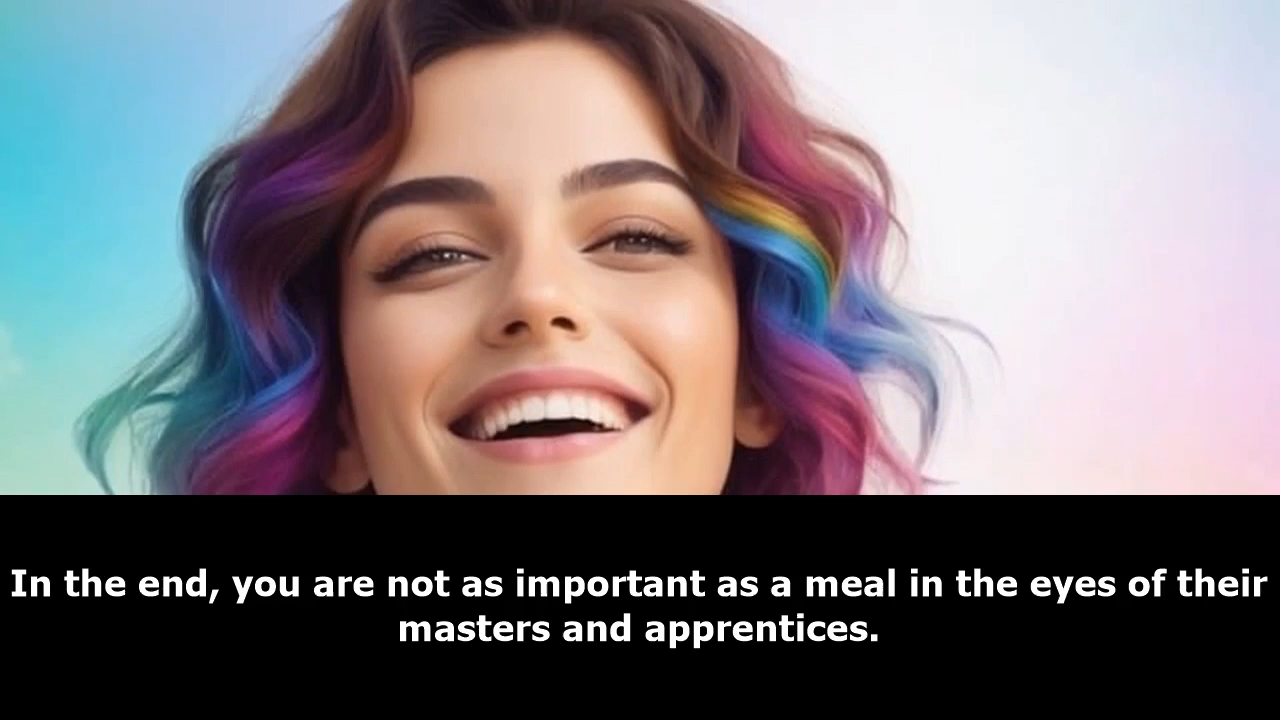 In the end, you are not as important as a meal in the eyes of their
masters and apprentices.